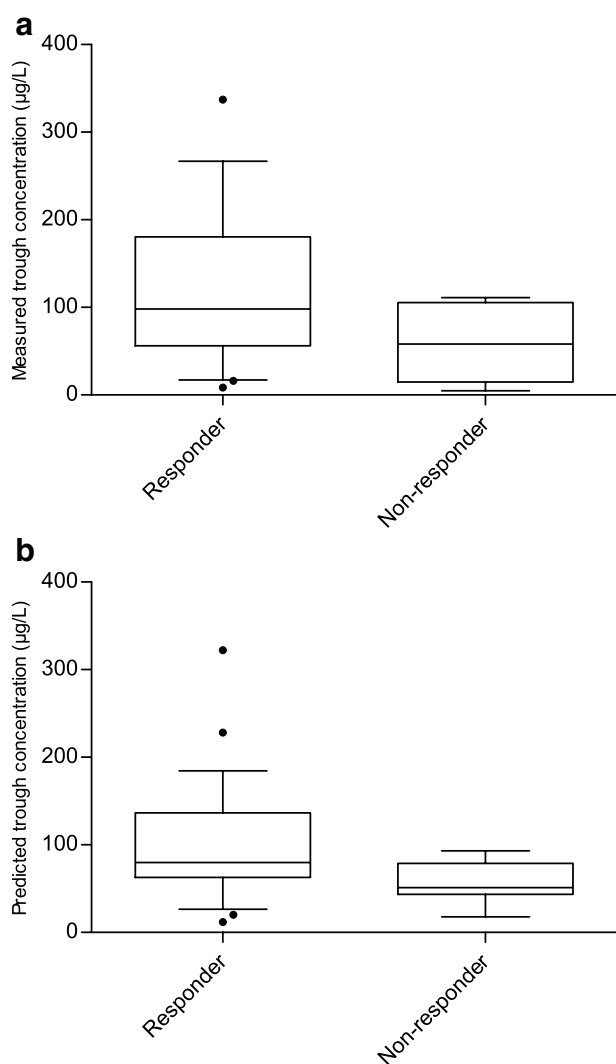 a
Measured trough concentration (µg/L)
400
300
200
100
0
Responder
Non-responder
b
Predicted trough concentration (µg/L)
400
300
200
100
0
Responder
Non-responder